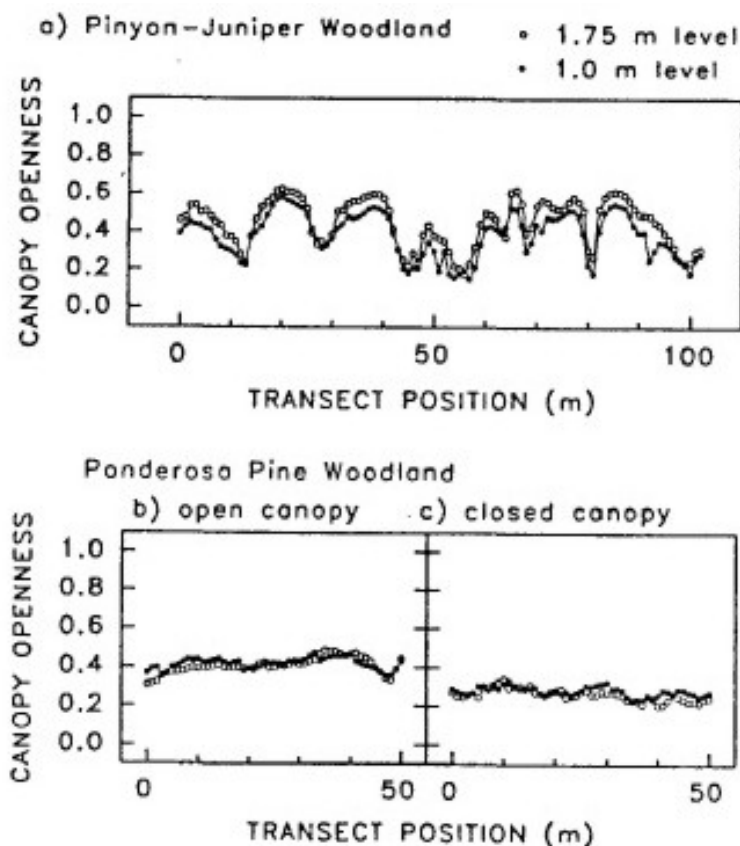 a) Pinyon-Juniper Woodland
1.75 m level
1.0 m level
CANOPY OPENNESS
1.0
0.8
0.6
0.4
0.2
0.0
0 50 100
TRANSECT POSITION (m)
Ponderosa Pine Woodland
b) open canopy c) closed canopy
CANOPY OPENNESS
1.0
0.8
0.6
0.4
0.2
0.0
0 50 0 50
TRANSECT POSITION (m)